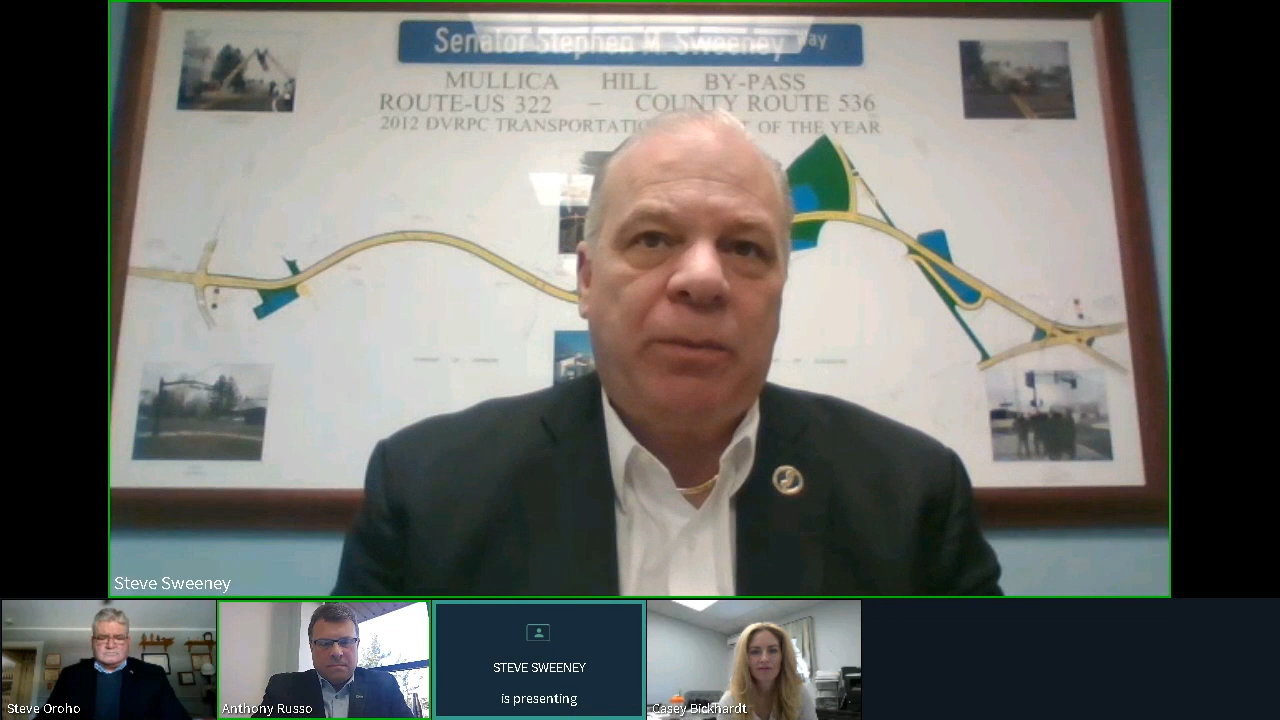 Senator Stephen M. Sweeney Way
MULLICA HILL BY-PASS
ROUTE-US 322 – COUNTY ROUTE 536
2012 DVRPC TRANSPORTATIO OF THE YEAR
Steve Sweeney
STEVE SWEENEY
is presenting
Steve Oroho
Anthony Russo
Casey Bickhardt